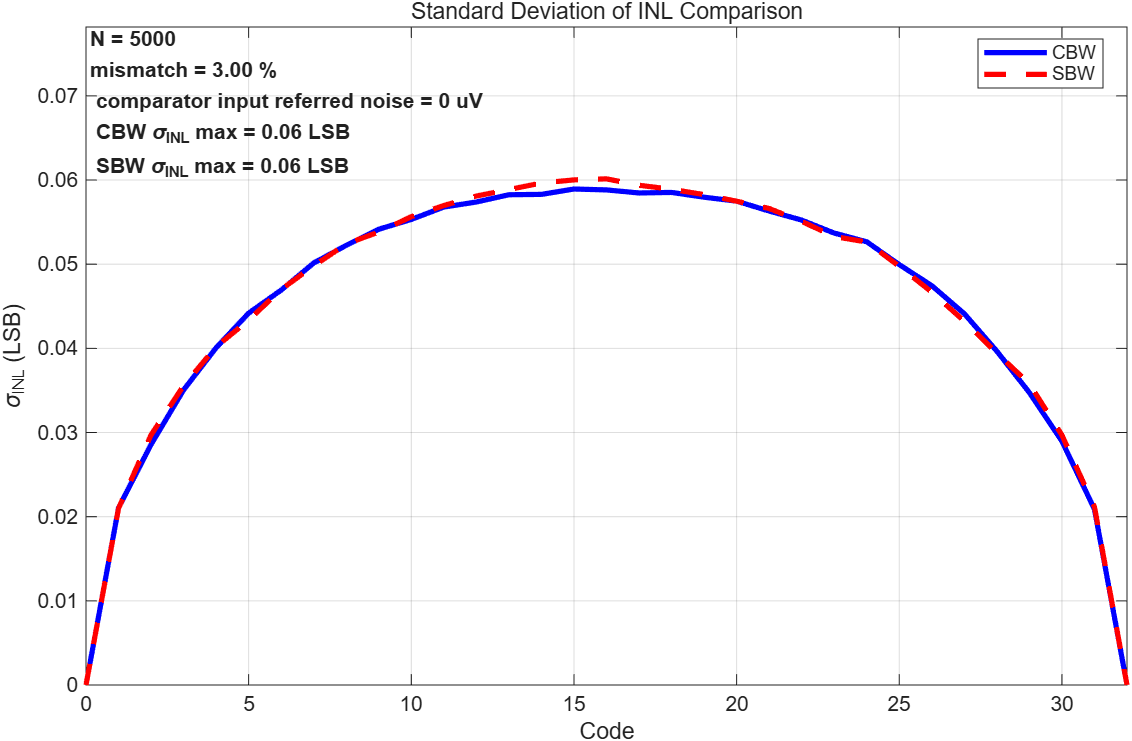 Standard Deviation of INL Comparison
N = 5000
mismatch = 3.00 %
comparator input referred noise = 0 uV
CBW σINL max = 0.06 LSB
SBW σINL max = 0.06 LSB
CBW
SBW
0.07
0.06
0.05
0.04
0.03
0.02
0.01
0
σINL (LSB)
0 5 10 15 20 25 30
Code